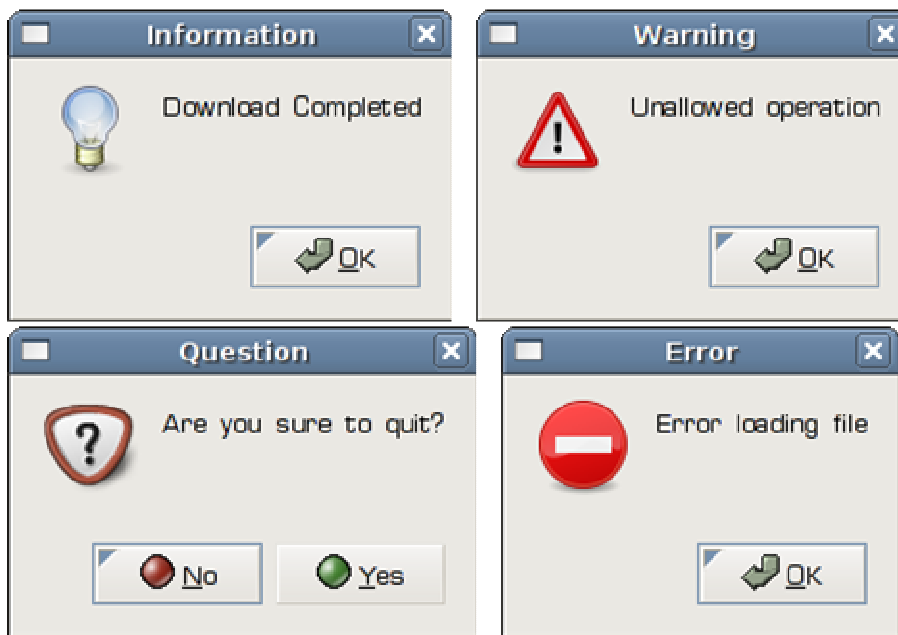 Information
Download Completed
OK
Warning
Unallowed operation
OK
Question
Are you sure to quit?
No Yes
Error
Error loading file
OK